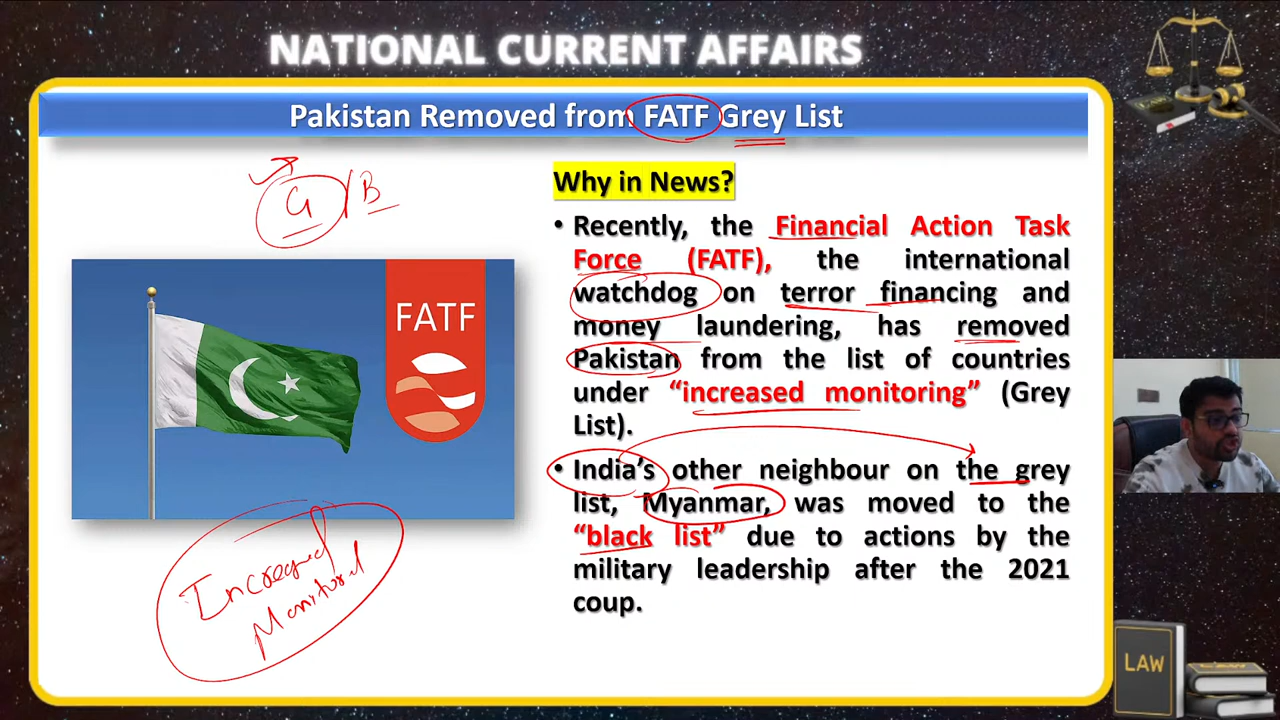 NATIONAL CURRENT AFFAIRS
Pakistan Removed from FATF Grey List
G / B
FATF
Increased
Monitored
Why in News?
• Recently, the Financial Action Task
Force (FATF), the international
watchdog on terror financing and
money laundering, has removed
Pakistan from the list of countries
under “increased monitoring” (Grey
List).
• India’s other neighbour on the grey
list, Myanmar, was moved to the
“black list” due to actions by the
military leadership after the 2021
coup.
LAW